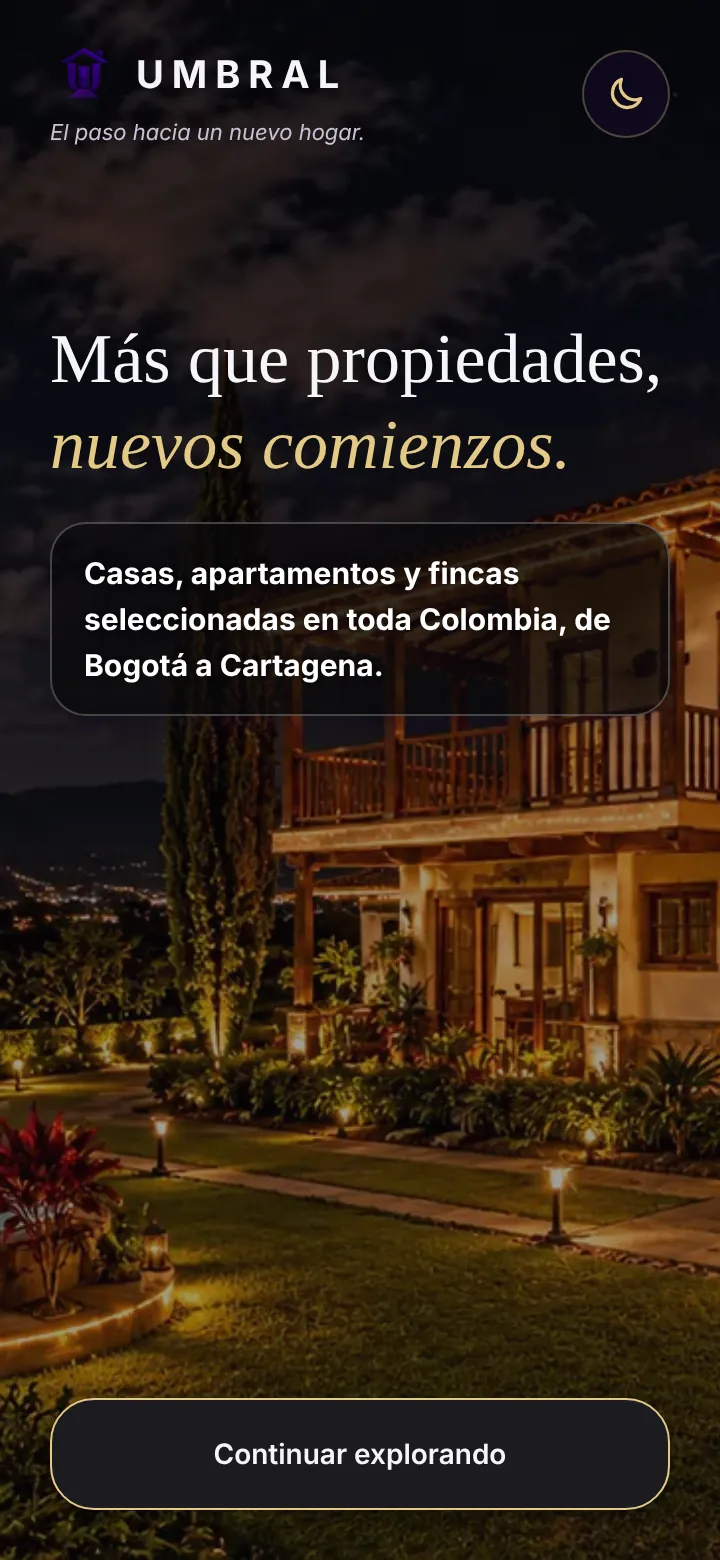 UMBRAL
El paso hacia un nuevo hogar.
Más que propiedades,
nuevos comienzos.
Casas, apartamentos y fincas
seleccionadas en toda Colombia, de
Bogotá a Cartagena.
Continuar explorando